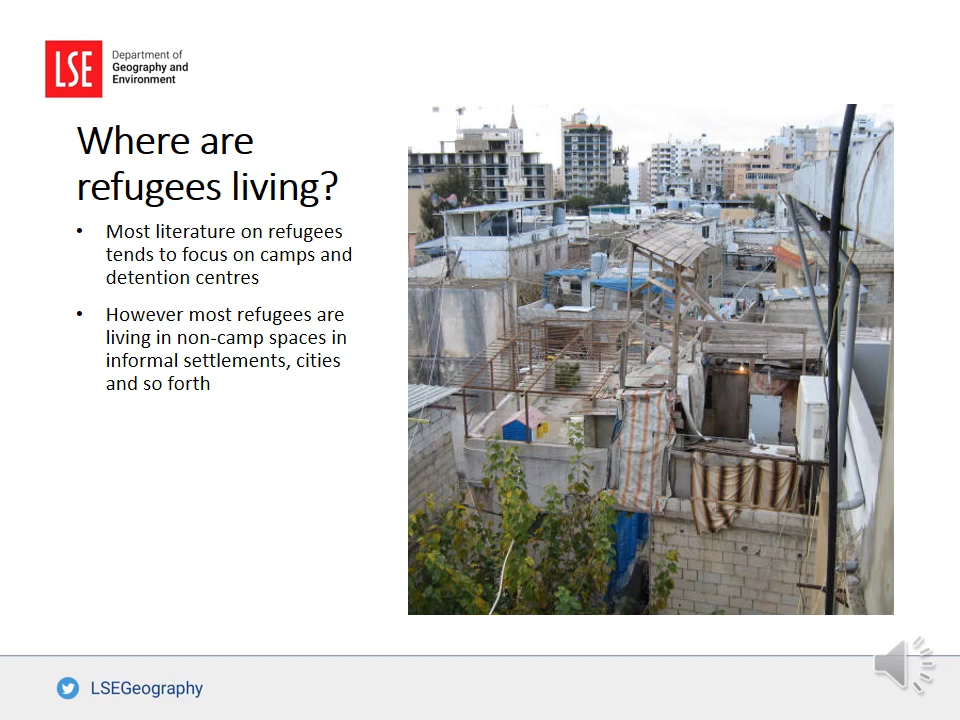 LSE
Department of
Geography and
Environment
Where are
refugees living?
• Most literature on refugees
tends to focus on camps and
detention centres
• However most refugees are
living in non-camp spaces in
informal settlements, cities
and so forth
LSEGeography